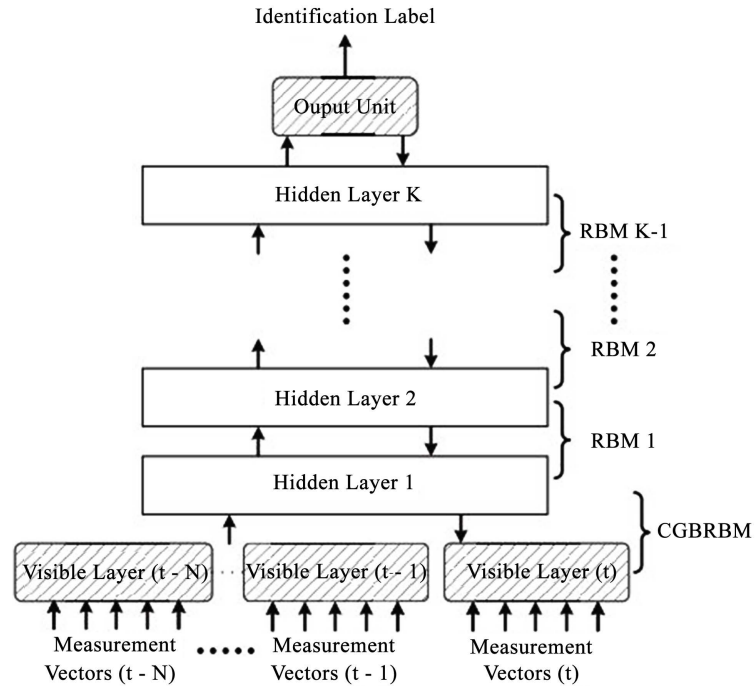 Identification Label
Ouput Unit
Hidden Layer K
RBM K-1
RBM 2
Hidden Layer 2
RBM 1
Hidden Layer 1
CGBRBM
Visible Layer (t - N)
Visible Layer (t - 1)
Visible Layer (t)
Measurement
Vectors (t - N)
Measurement
Vectors (t - 1)
Measurement
Vectors (t)